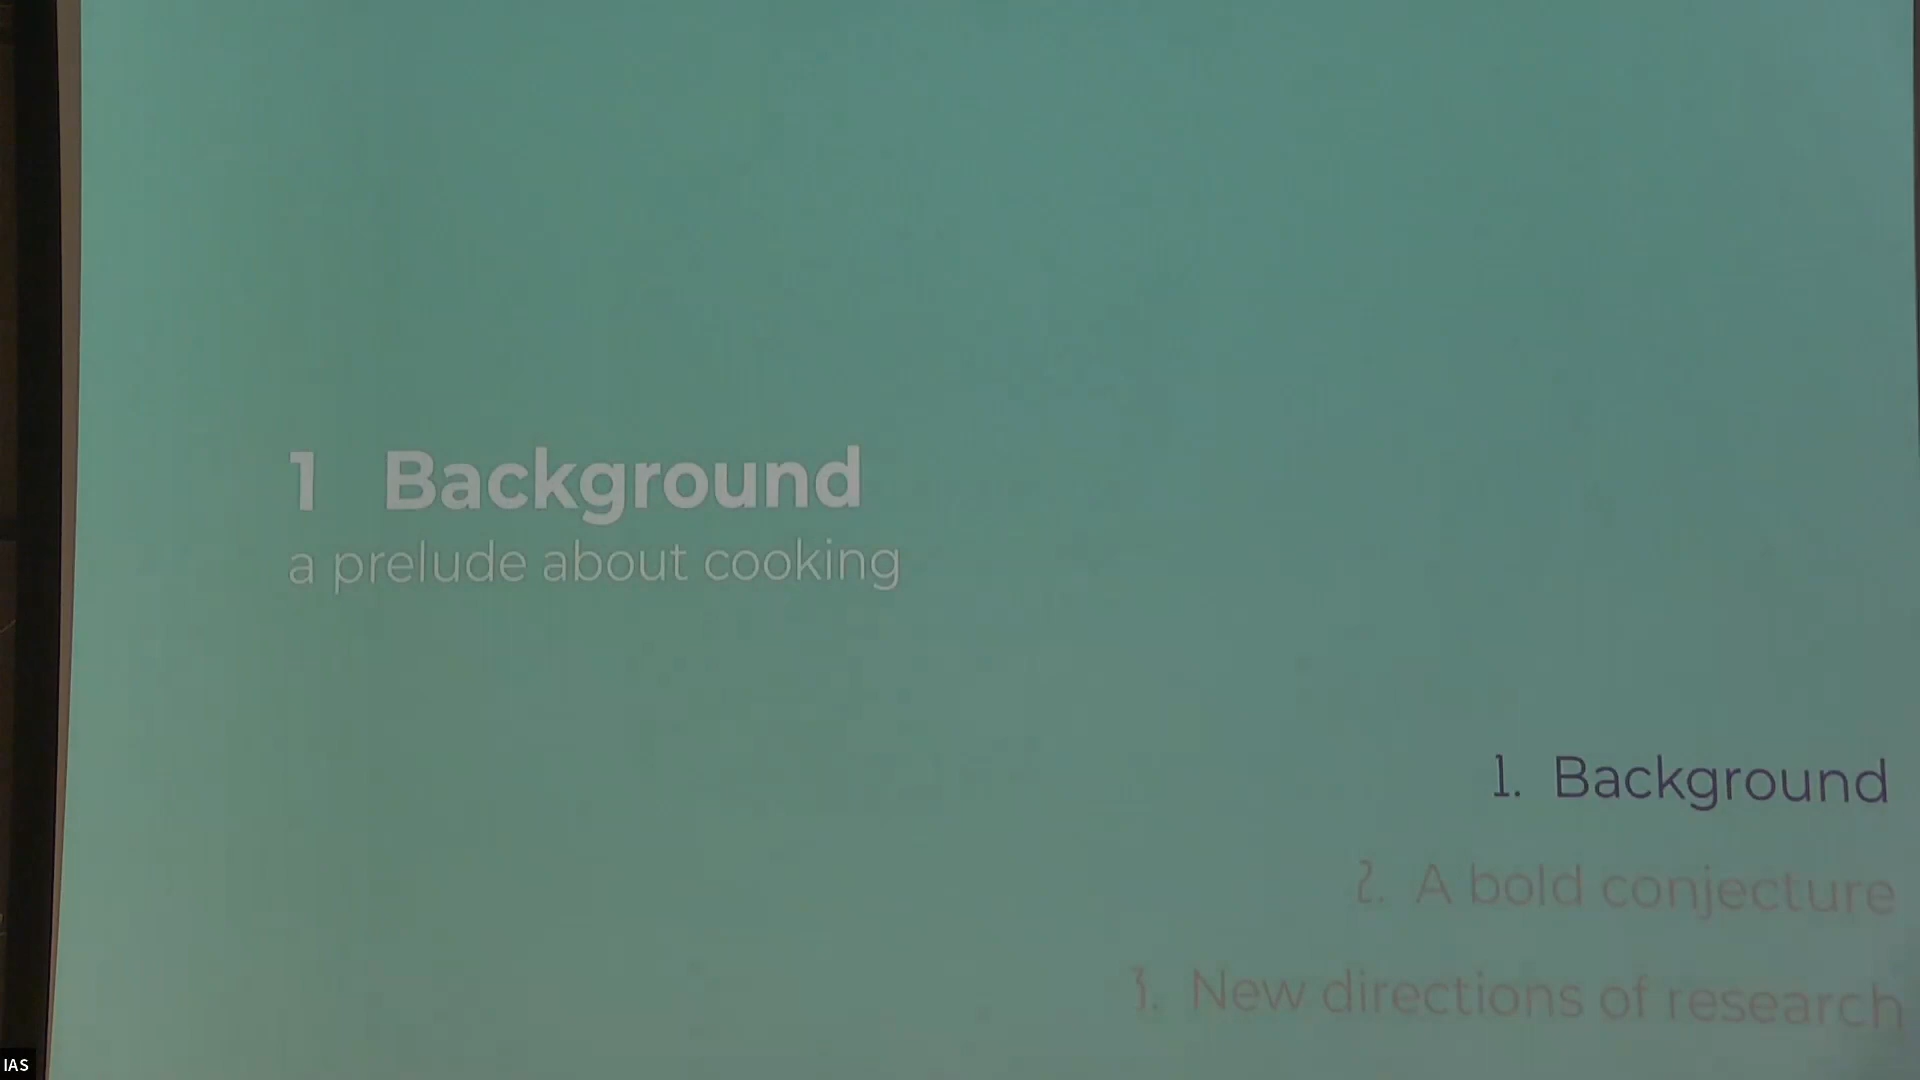 1 Background
a prelude about cooking
1. Background
2. A bold conjecture
3. New directions of research
IAS